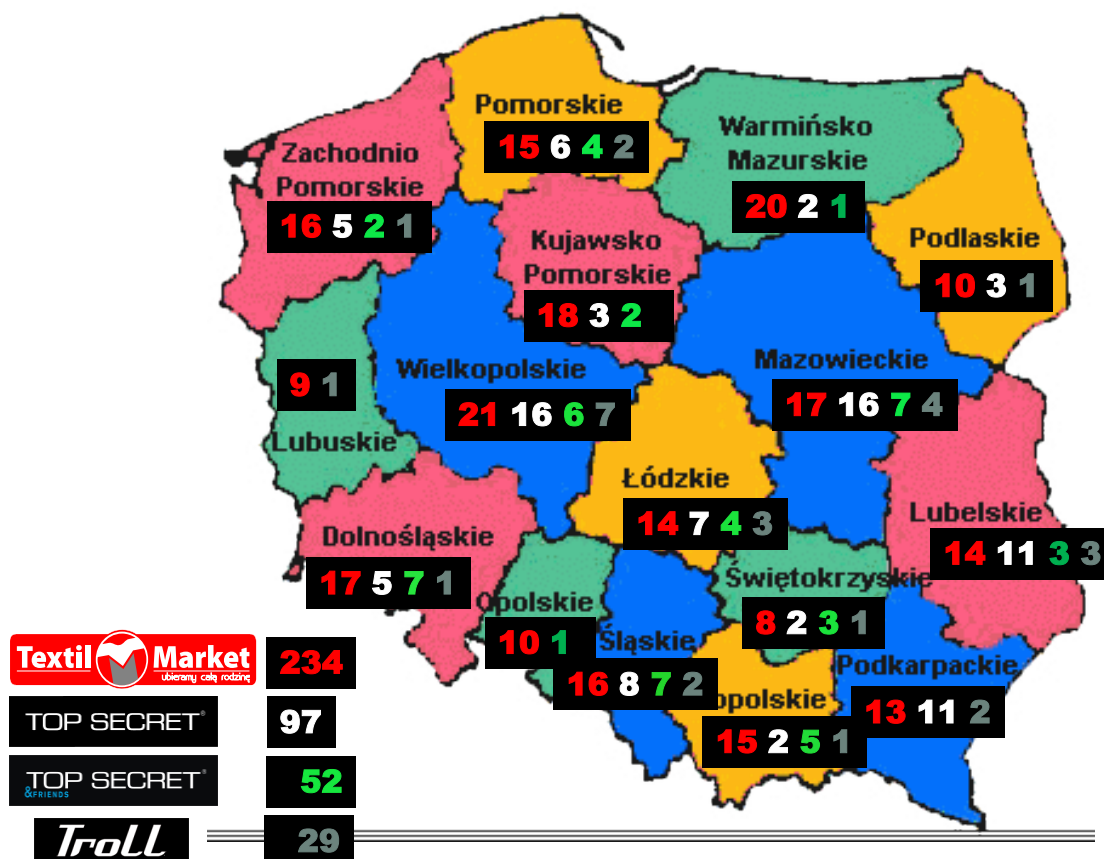 Pomorskie
15 6 4 2
Warmińsko
Mazurskie
20 2 1
Zachodnio
Pomorskie
16 5 2 1
Kujawsko
Pomorskie
18 3 2
Podlaskie
10 3 1
9 1
Lubuskie
Wielkopolskie
21 16 6 7
Mazowieckie
17 16 7 4
Łódzkie
14 7 4 3
Lubelskie
14 11 3 3
Dolnośląskie
17 5 7 1
Opolskie
10 1
Śląskie
16 8 7 2
Świętokrzyskie
8 2 3 1
Podkarpackie
13 11 2
opolskie
15 2 5 1
Textil Market
ubieramy całą rodzinę
234
TOP SECRET®
97
TOP SECRET®
&FRIENDS
52
TROLL
29